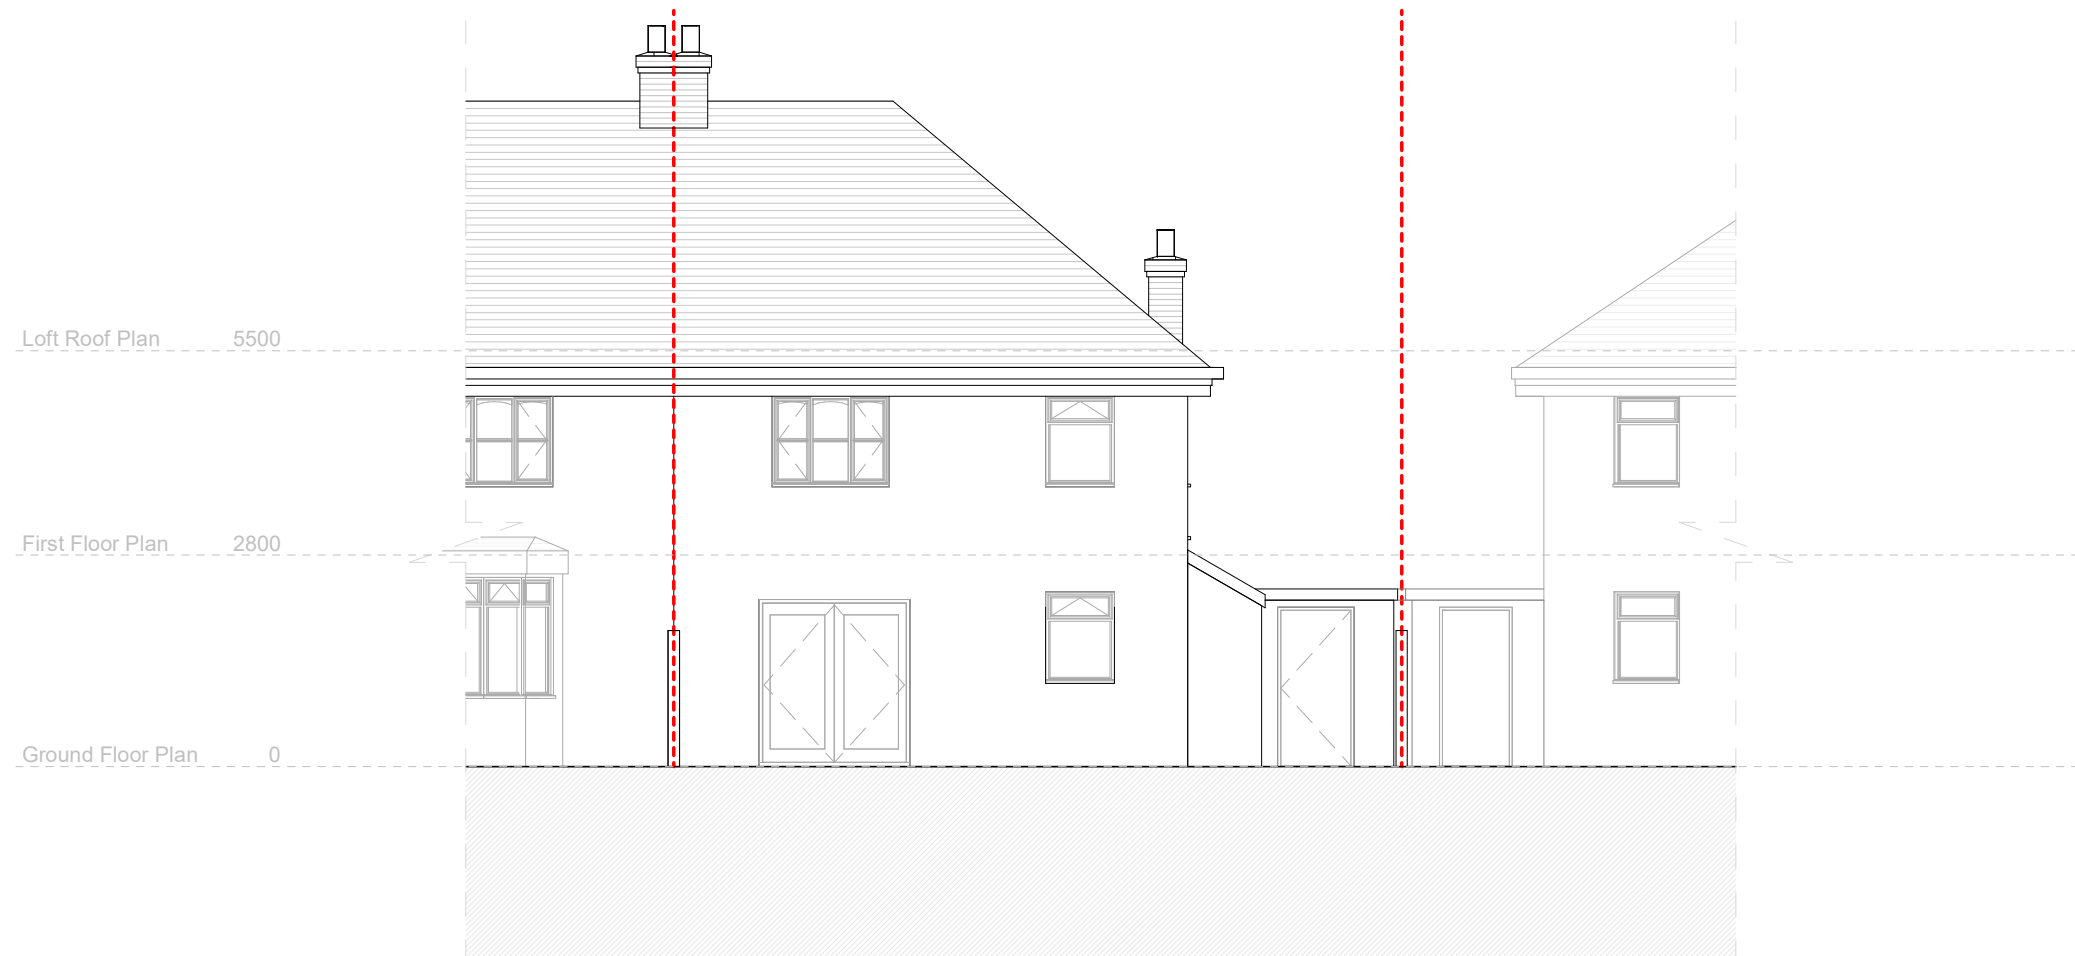 Loft Roof Plan 5500
First Floor Plan 2800
Ground Floor Plan 0